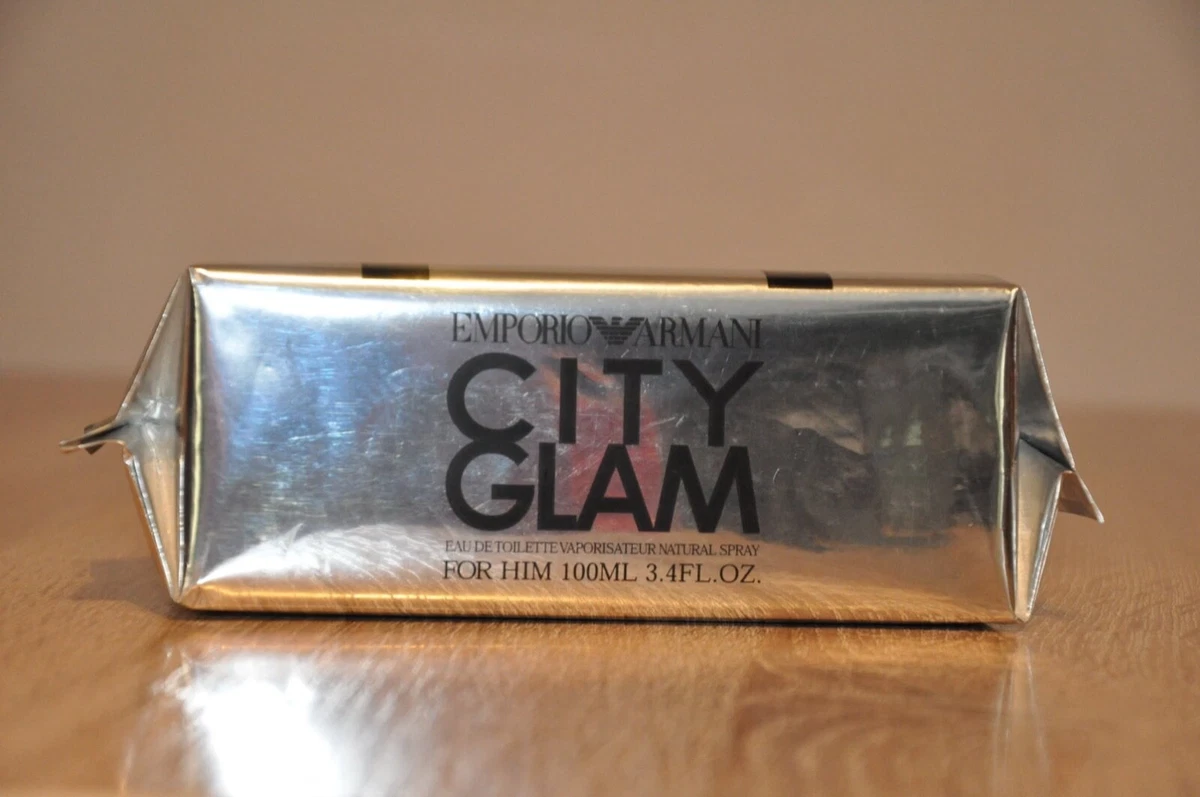 EMPORIO ARMANI
CITY
GLAM
EAU DE TOILETTE VAPORISATEUR NATURAL SPRAY
FOR HIM 100ML 3.4FL.OZ.